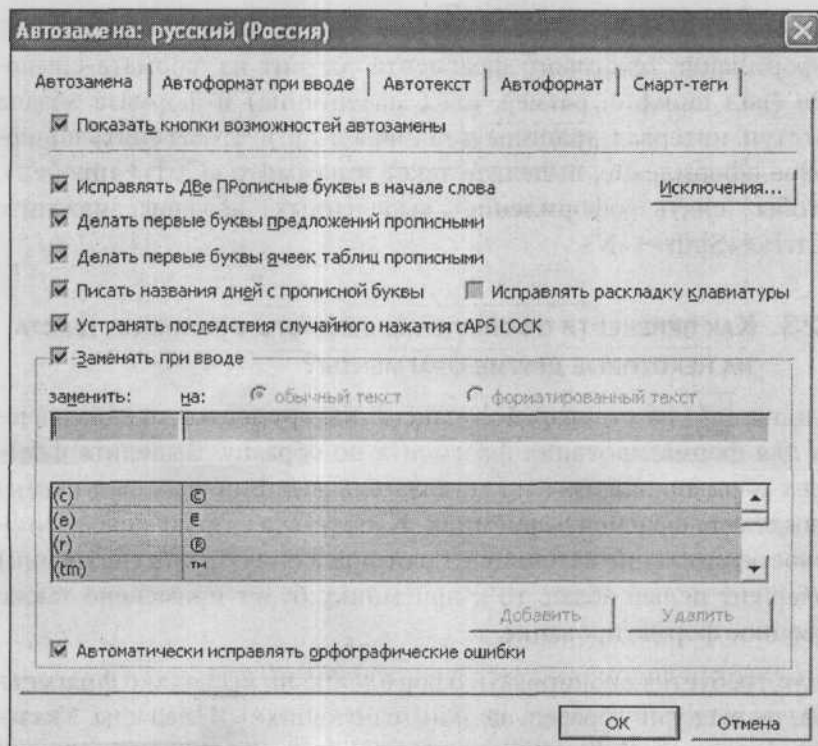 Автозамена: русский (Россия)
Автозамена Автоформат при вводе Автотекст Автоформат Смарт-теги
Показать кнопки возможностей автозамены
Исправлять ДВе ПРописные буквы в начале слова Исключения...
Делать первые буквы предложений прописными
Делать первые буквы ячеек таблиц прописными
Писать названия дней с прописной буквы Исправлять раскладку клавиатуры
Устранять последствия случайного нажатия cAPS LOCK
Заменять при вводе
заменить: на: обычный текст форматированный текст
(c) ©
(e) €
(r) ®
(tm) ™
Добавить Удалить
Автоматически исправлять орфографические ошибки
OK Отмена